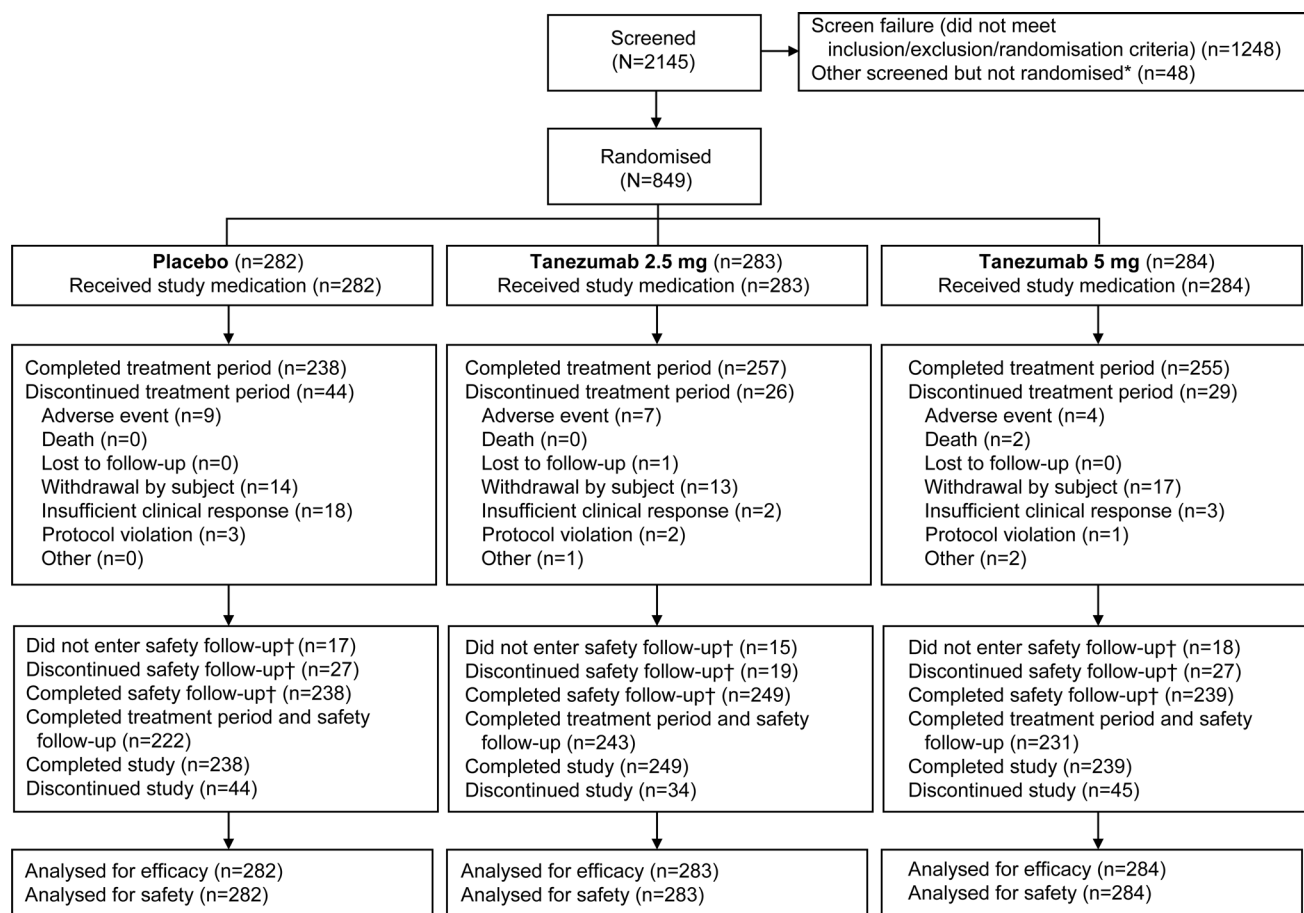 Screened
(N=2145)
Screen failure (did not meet
inclusion/exclusion/randomisation criteria) (n=1248)
Other screened but not randomised* (n=48)
Randomised
(N=849)
Placebo (n=282)
Received study medication (n=282)
Tanezumab 2.5 mg (n=283)
Received study medication (n=283)
Tanezumab 5 mg (n=284)
Received study medication (n=284)
Completed treatment period (n=238)
Discontinued treatment period (n=44)
Adverse event (n=9)
Death (n=0)
Lost to follow-up (n=0)
Withdrawal by subject (n=14)
Insufficient clinical response (n=18)
Protocol violation (n=3)
Other (n=0)
Completed treatment period (n=257)
Discontinued treatment period (n=26)
Adverse event (n=7)
Death (n=0)
Lost to follow-up (n=1)
Withdrawal by subject (n=13)
Insufficient clinical response (n=2)
Protocol violation (n=2)
Other (n=1)
Completed treatment period (n=255)
Discontinued treatment period (n=29)
Adverse event (n=4)
Death (n=2)
Lost to follow-up (n=0)
Withdrawal by subject (n=17)
Insufficient clinical response (n=3)
Protocol violation (n=1)
Other (n=2)
Did not enter safety follow-up† (n=17)
Discontinued safety follow-up† (n=27)
Completed safety follow-up† (n=238)
Completed treatment period and safety
follow-up (n=222)
Completed study (n=238)
Discontinued study (n=44)
Did not enter safety follow-up† (n=15)
Discontinued safety follow-up† (n=19)
Completed safety follow-up† (n=249)
Completed treatment period and safety
follow-up (n=243)
Completed study (n=249)
Discontinued study (n=34)
Did not enter safety follow-up† (n=18)
Discontinued safety follow-up† (n=27)
Completed safety follow-up† (n=239)
Completed treatment period and safety
follow-up (n=231)
Completed study (n=239)
Discontinued study (n=45)
Analysed for efficacy (n=282)
Analysed for safety (n=282)
Analysed for efficacy (n=283)
Analysed for safety (n=283)
Analysed for efficacy (n=284)
Analysed for safety (n=284)